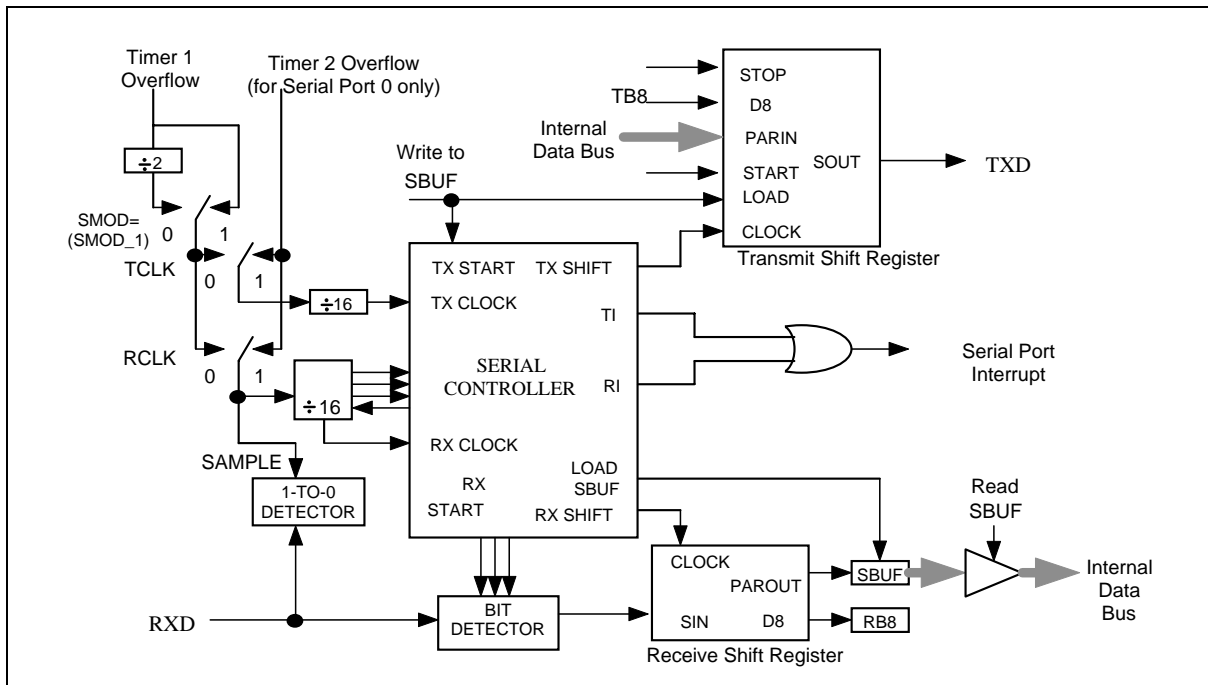 Timer 1
Overflow
Timer 2 Overflow
(for Serial Port 0 only)
÷2
SMOD=
(SMOD_1)
0
1
TCLK
0
1
÷16
RCLK
0
1
÷16
SAMPLE
1-TO-0
DETECTOR
RXD
Write to
SBUF
TX START
TX SHIFT
TX CLOCK
TI
SERIAL
CONTROLLER
RI
RX CLOCK
LOAD
SBUF
RX
START
RX SHIFT
BIT
DETECTOR
TB8
Internal
Data Bus
STOP
D8
PARIN
SOUT
START
LOAD
CLOCK
Transmit Shift Register
TXD
Serial Port
Interrupt
CLOCK
PAROUT
SIN
D8
Receive Shift Register
SBUF
RB8
Read
SBUF
Internal
Data
Bus